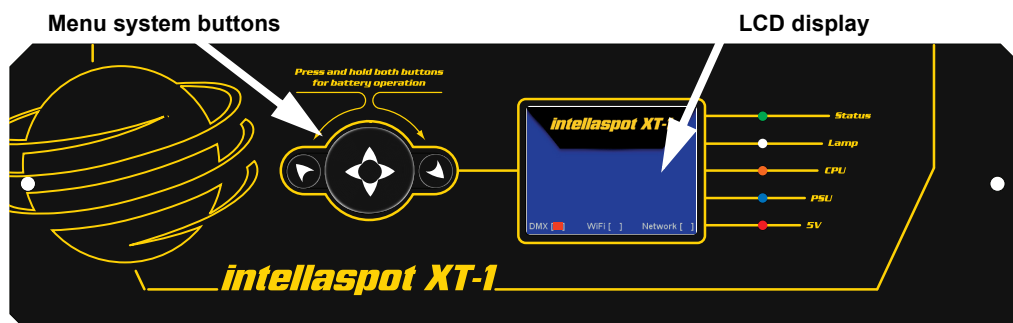 Menu system buttons
LCD display
Press and hold both buttons
for battery operation
intellaspot XT-
Status
Lamp
CPU
PSU
5V
DMX [ ] WiFi [ ] Network [ ]
intellaspot XT-1